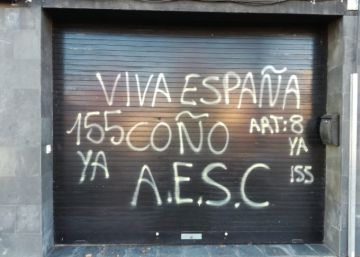 VIVA ESPAÑA
155 COÑO ART: 8
YA YA
A.E.S.C 155